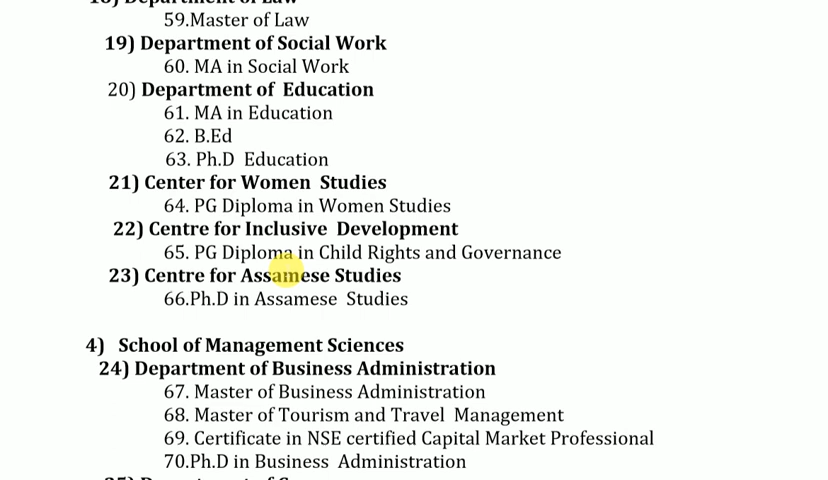 59.Master of Law
19) Department of Social Work
60. MA in Social Work
20) Department of Education
61. MA in Education
62. B.Ed
63. Ph.D Education
21) Center for Women Studies
64. PG Diploma in Women Studies
22) Centre for Inclusive Development
65. PG Diploma in Child Rights and Governance
23) Centre for Assamese Studies
66.Ph.D in Assamese Studies
4) School of Management Sciences
24) Department of Business Administration
67. Master of Business Administration
68. Master of Tourism and Travel Management
69. Certificate in NSE certified Capital Market Professional
70.Ph.D in Business Administration